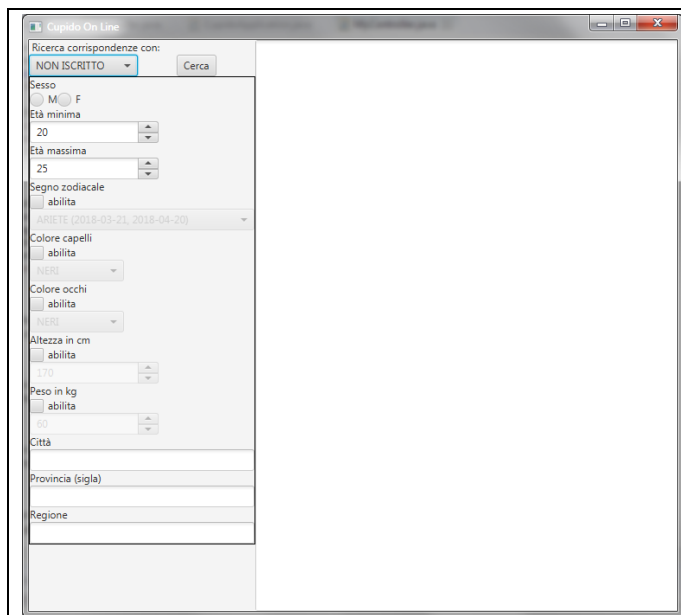 Cupido On Line
Ricerca corrispondenze con:
NON ISCRITTO
Cerca
Sesso
M F
Età minima
20
Età massima
25
Segno zodiacale
abilita
ARIETE (2018-03-21, 2018-04-20)
Colore capelli
abilita
NERI
Colore occhi
abilita
NERI
Altezza in cm
abilita
170
Peso in kg
abilita
60
Città
Provincia (sigla)
Regione